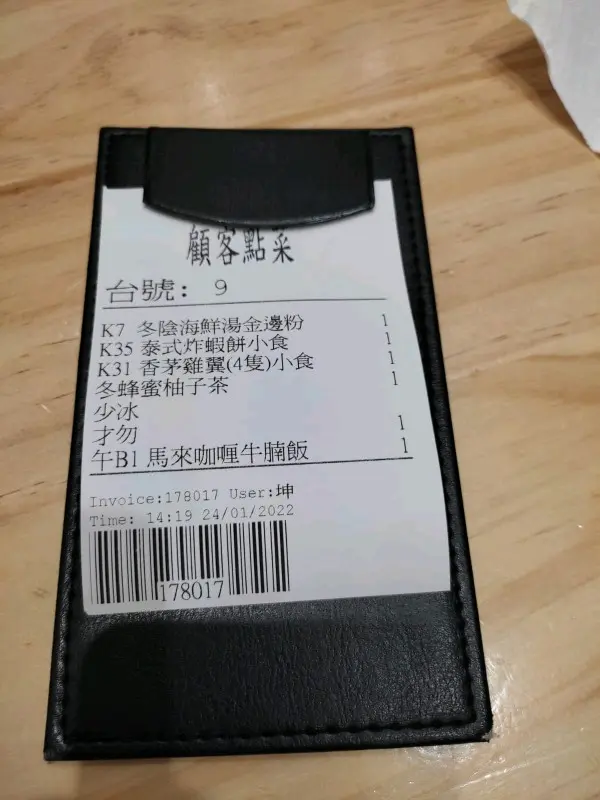 顧客點菜
台號: 9
K7 冬陰海鮮湯金邊粉 1
K35 泰式炸蝦餅小食 1
K31 香茅雞翼(4隻)小食 1
冬蜂蜜柚子茶 1
少冰
才勿 1
午B1 馬來咖喱牛腩飯 1
Invoice:178017 User:坤
Time: 14:19 24/01/2022
178017